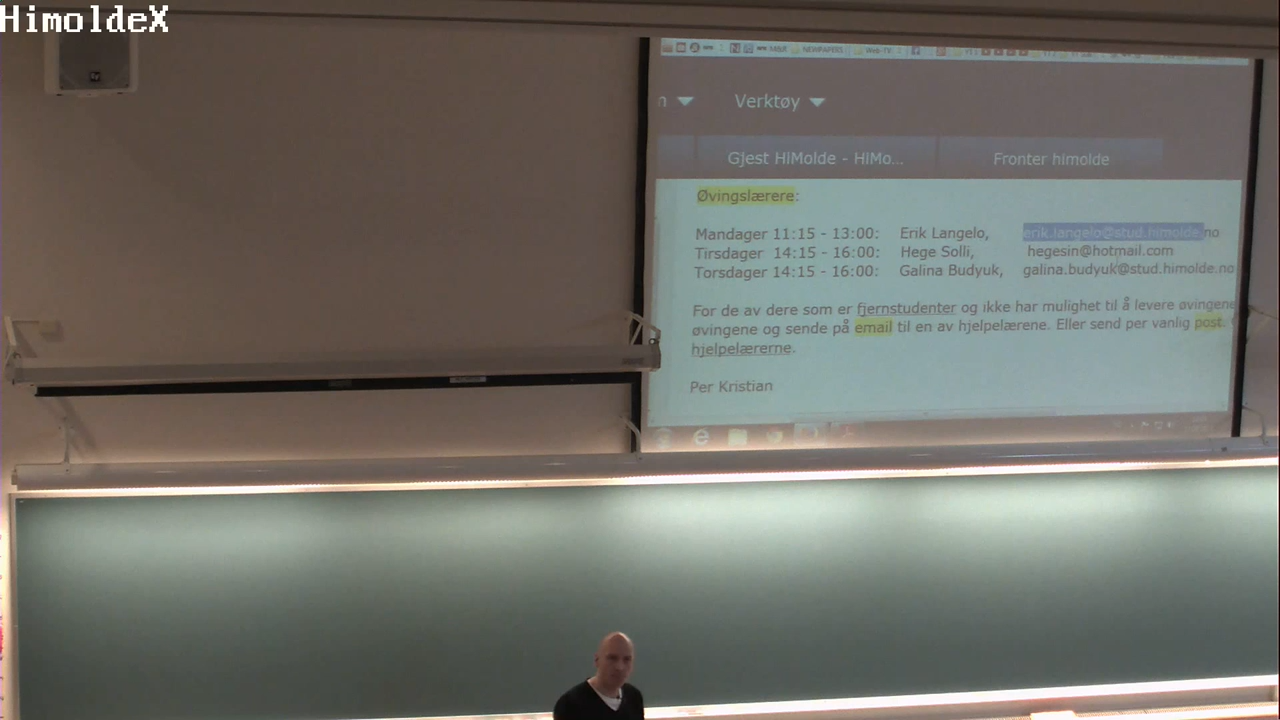 HimoldeX
NEWSPAPERS Web-TV
Verktøy
Gjest HiMolde - HiMo... Fronter himolde
Øvingslærere:
Mandager 11:15 - 13:00: Erik Langelo, erik.langelo@stud.himolde.no
Tirsdager 14:15 - 16:00: Hege Solli, hegesin@hotmail.com
Torsdager 14:15 - 16:00: Galina Budyuk, galina.budyuk@stud.himolde.no
For de av dere som er fjernstudenter og ikke har mulighet til å levere øvingene
øvingene og sende på email til en av hjelpelærene. Eller send per vanlig post.
hjelpelærerne.
Per Kristian